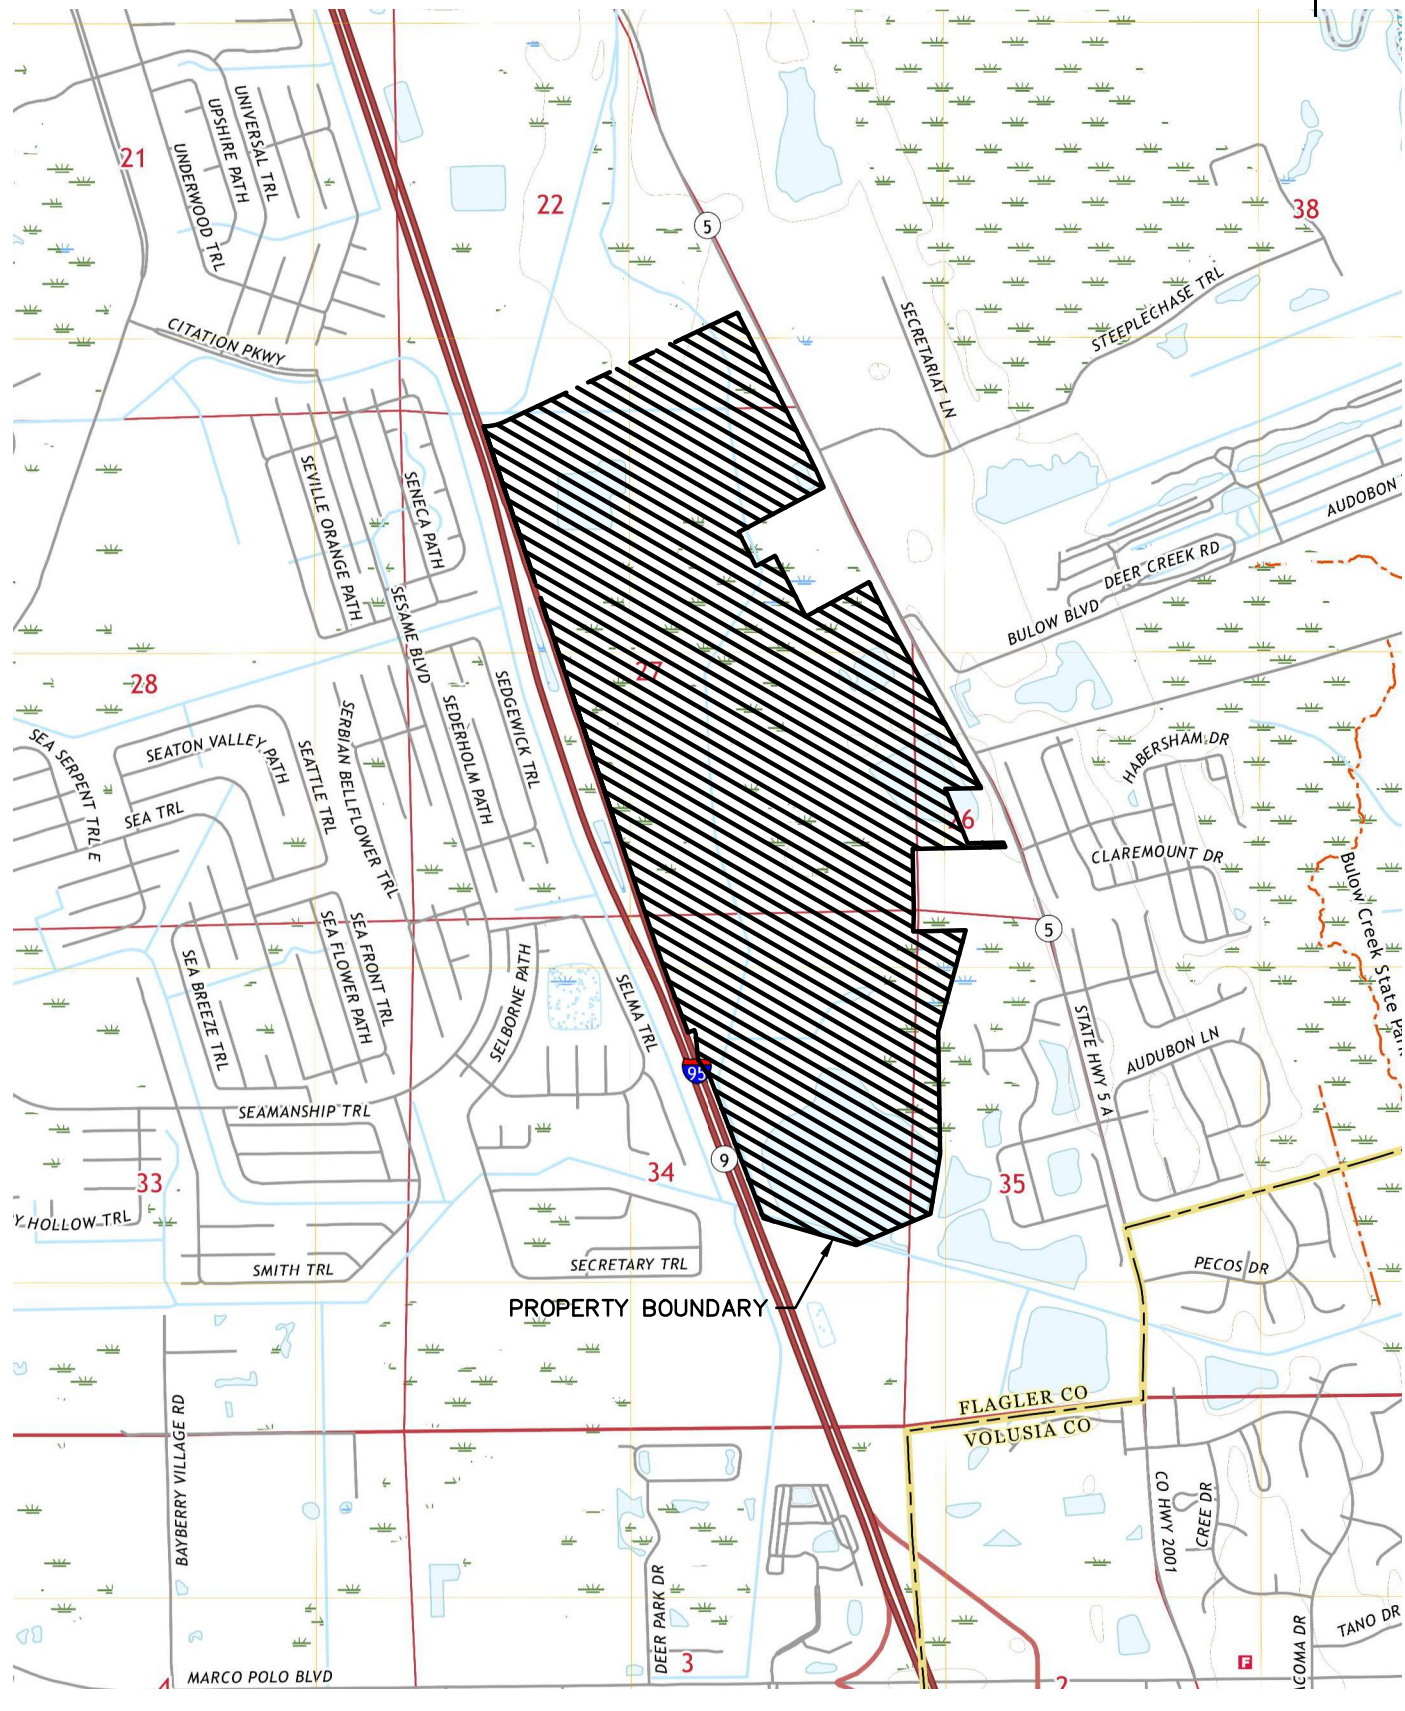 21
UNIVERSAL TRL
UPSHIRE PATH
UNDERWOOD TRL
22
5
38
SECRETARIAT LN
STEEPLECHASE TRL
CITATION PKWY
SEVILLE ORANGE PATH
SENECA PATH
AUDOBON
DEER CREEK RD
BULOW BLVD
SESAME BLVD
28
27
SEDGEWICK TRL
SEDERHOLM PATH
SERBIAN BELLFLOWER TRL
SEATTLE TRL
SEATON VALLEY PATH
SEA SERPENT TRL E
SEA TRL
HABERSHAM DR
26
CLAREMOUNT DR
Bulow Creek State Park
5
SEA FRONT TRL
SEA FLOWER PATH
SEA BREEZE TRL
SELBORNE PATH
SELMA TRL
STATE HWY 5 A
AUDUBON LN
95
SEAMANSHIP TRL
9
33
34
35
Y HOLLOW TRL
SMITH TRL
SECRETARY TRL
PECOS DR
PROPERTY BOUNDARY
FLAGLER CO
VOLUSIA CO
BAYBERRY VILLAGE RD
CO HWY 2001
CREE DR
DEER PARK DR
TANO DR
COMA DR
F
3
MARCO POLO BLVD
4
2